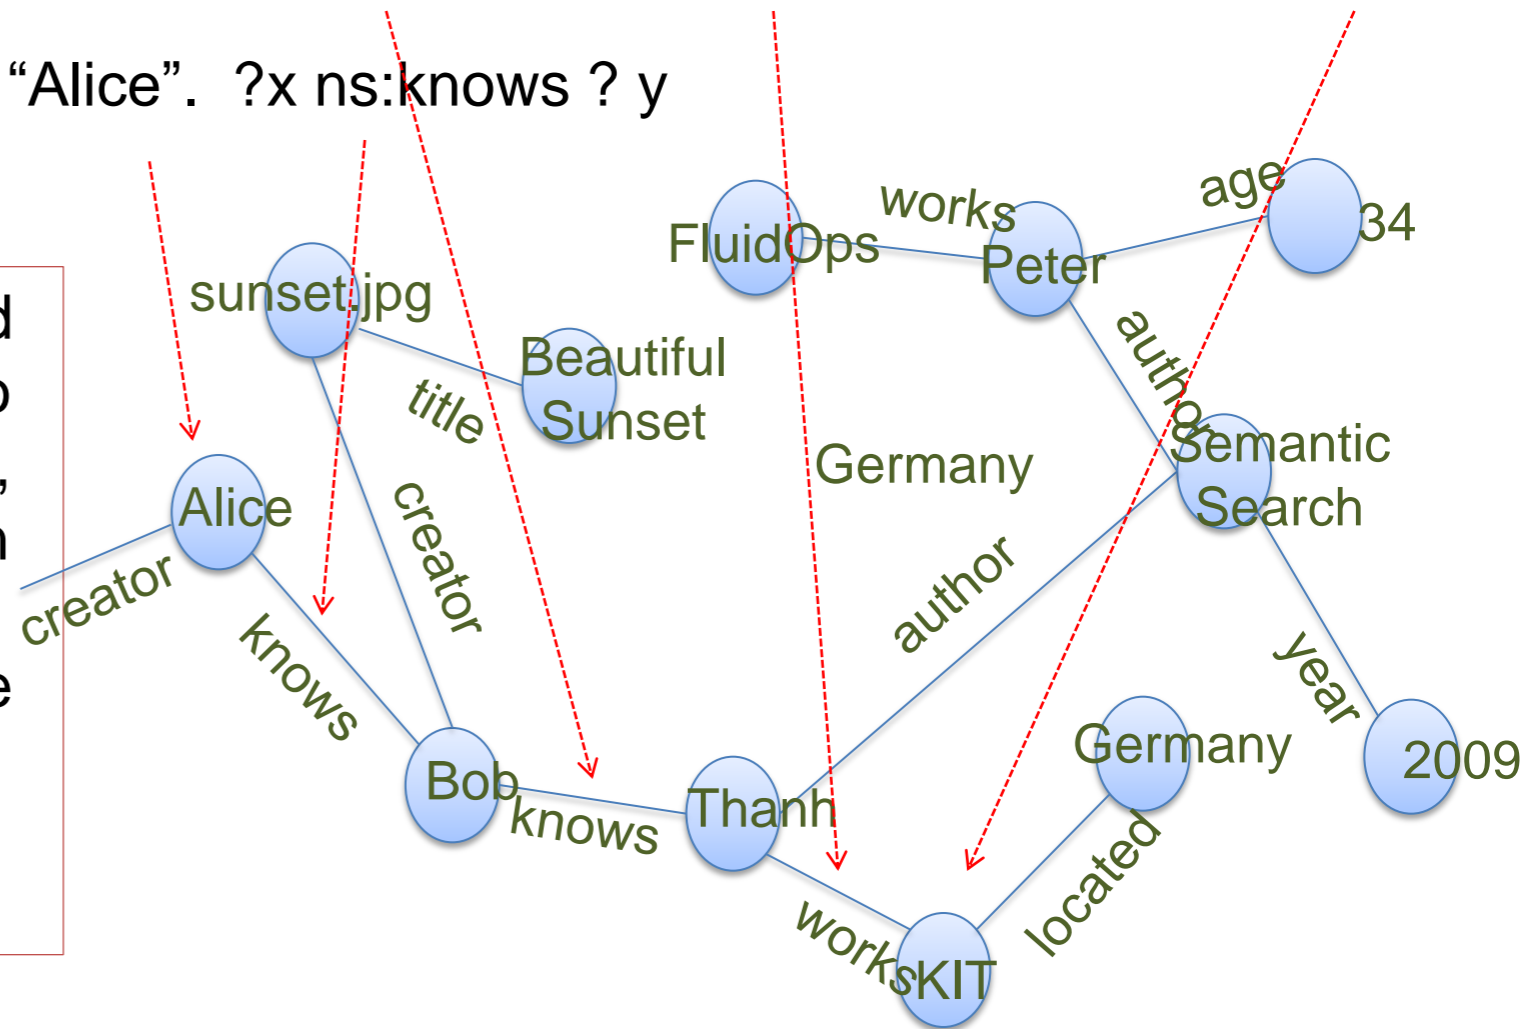 “Alice”. ?x ns:knows ? y
works
age
34
FluidOps
Peter
sunset.jpg
author
Beautiful
Sunset
title
Germany
Semantic
Search
Alice
creator
creator
author
knows
year
Germany
2009
Bob
knows
Thanh
located
works
KIT
d
o
,
n
e